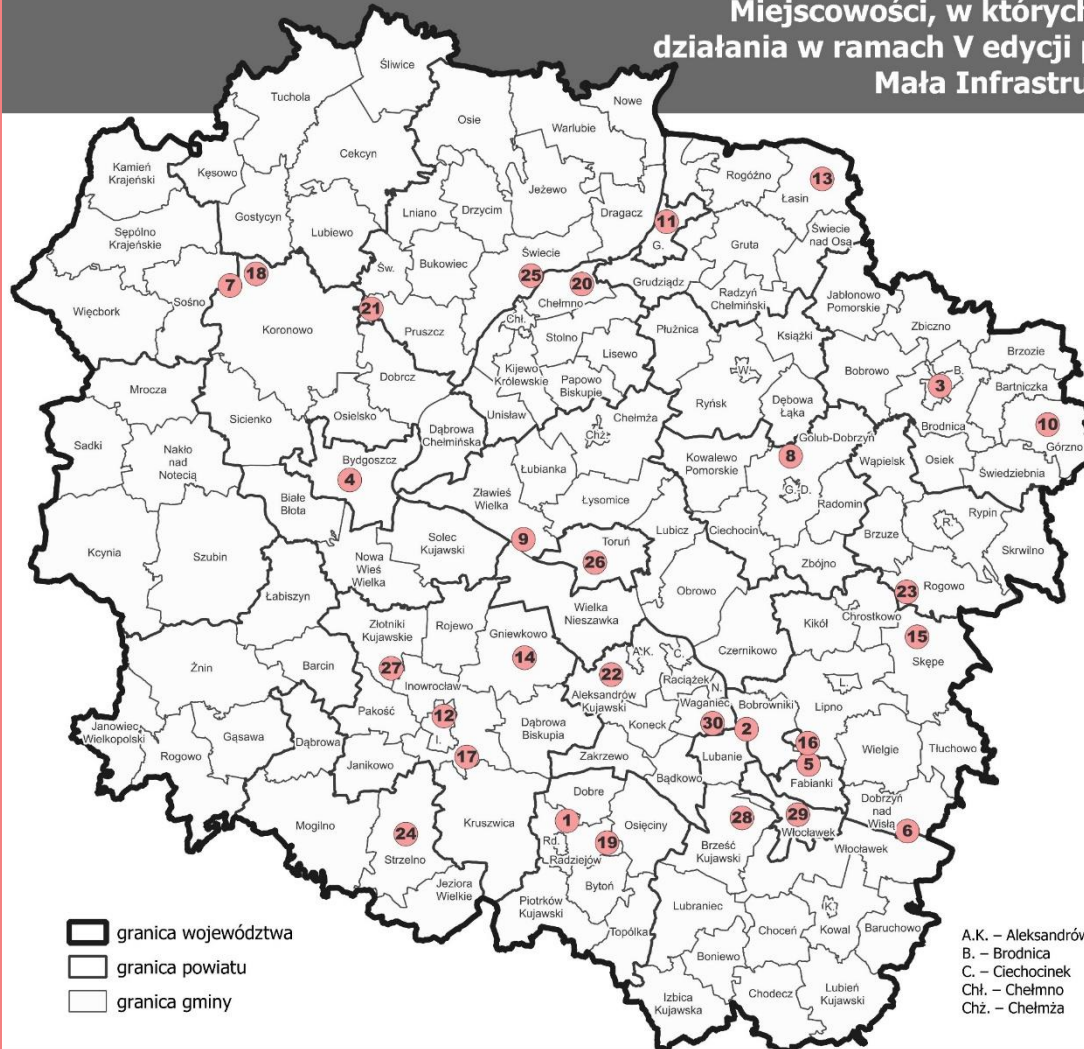 Miejscowości, w których
działania w ramach V edycji p
Mała Infrastru
Śliwice
Tuchola
Nowe
Osie
Warlubie
Cekcyn
Kamień
Krajeński
Kęsowo
Rogóźno
13
Łasin
Jeżewo
Gostycyn
Lniano
Drzycim
Dragacz
11
Sępólno
Krajeńskie
Lubiewo
G.
Gruta
Świecie
nad Osą
Św.
Bukowiec
Świecie
7
18
25
20
Grudziądz
Sośno
Chełmno
Radzyń
Chełmiński
Jabłonowo
Pomorskie
Więcbork
21
Chł.
Koronowo
Pruszcz
Stolno
Płużnica
Książki
Zbiczno
Lisewo
Brzozie
Kijewo
Królewskie
Papowo
Biskupie
W.
Bobrowo
B.
3
Bartniczka
Mrocza
Dobrcz
Ryńsk
Dębowa
Łąka
Sicienko
Osielsko
Unisław
Chełmża
Brodnica
10
Dąbrowa
Chełmińska
Chż.
Golub-Dobrzyń
Górzno
Sadki
Nakło
nad
Notecią
Bydgoszcz
Kowalewo
Pomorskie
8
Wąpielsk
Osiek
Świedziebnia
4
Łubianka
G.-D.
Zławieś
Wielka
Łysomice
Radomin
Białe
Błota
Rypin
R.
Lubicz
Ciechocin
Brzuze
Solec
Kujawski
9
Toruń
Skrwilno
Kcynia
Szubin
Nowa
Wieś
Wielka
26
Zbójno
Rogowo
Obrowo
23
Łabiszyn
Wielka
Nieszawka
Chrostkowo
Złotniki
Kujawskie
Rojewo
Kikół
15
Gniewkowo
Czernikowo
Skępe
A.K.
C.
Żnin
Barcin
27
14
22
Raciążek
Inowrocław
L.
Aleksandrów
Kujawski
N.
Pakość
12
Waganiec
Bobrowniki
Lipno
Janowiec
Wielkopolski
Gąsawa
Dąbrowa
Dąbrowa
Biskupia
Koneck
30
2
Rogowo
I.
16
Wielgie
Tłuchowo
Janikowo
17
Zakrzewo
Lubanie
5
Bądkowo
Fabianki
Dobre
Dobrzyń
nad
Wisłą
Mogilno
Kruszwica
1
Osięciny
28
29
24
Włocławek
6
Rd.
19
Brześć
Kujawski
Włocławek
Strzelno
Radziejów
Jeziora
Wielkie
Bytoń
Piotrków
Kujawski
Lubraniec
K.
Choceń
Kowal
Baruchowo
Topólka
Boniewo
Izbica
Kujawska
Chodecz
Lubień
Kujawski
granica województwa
granica powiatu
granica gminy
A.K. – Aleksandrów
B. – Brodnica
C. – Ciechocinek
Chł. – Chełmno
Chż. – Chełmża